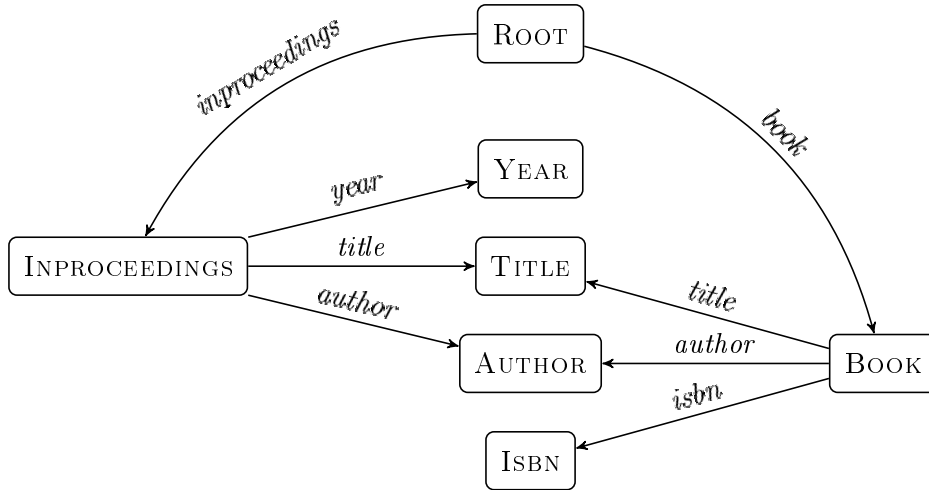 ROOT
inproceedings
book
YEAR
year
title
INPROCEEDINGS
TITLE
author
title
author
AUTHOR
BOOK
isbn
ISBN